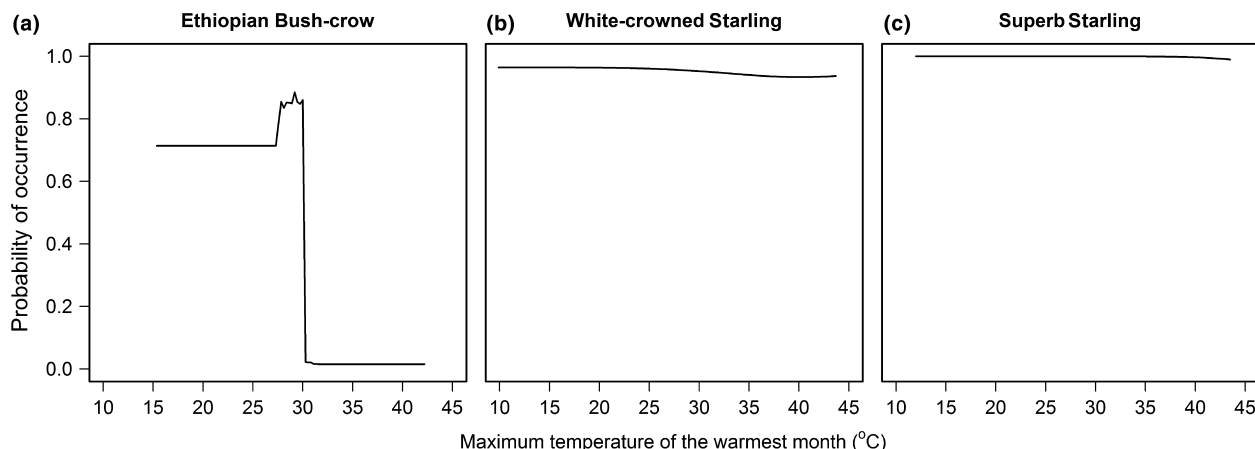 (a) Ethiopian Bush-crow
(b) White-crowned Starling
(c) Superb Starling
Probability of occurrence
1.0
0.8
0.6
0.4
0.2
0.0
10 15 20 25 30 35 40 45
10 15 20 25 30 35 40 45
10 15 20 25 30 35 40 45
Maximum temperature of the warmest month (°C)